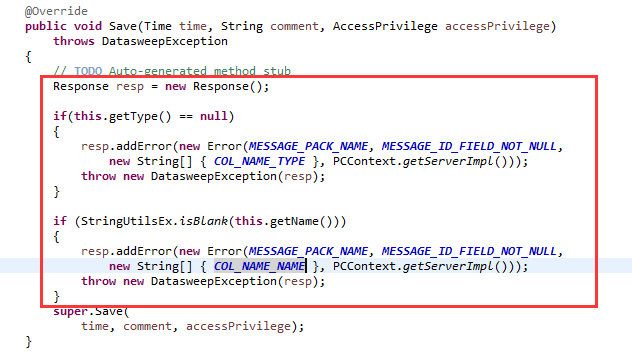 @Override
public void Save(Time time, String comment, AccessPrivilege accessPrivilege)
throws DatasweepException
{
// TODO Auto-generated method stub
Response resp = new Response();
if(this.getType() == null)
{
resp.addError(new Error(MESSAGE_PACK_NAME, MESSAGE_ID_FIELD_NOT_NULL,
new String[] { COL_NAME_TYPE }, PCContext.getServerImpl()));
throw new DatasweepException(resp);
}
if (StringUtilsEx.isBlank(this.getName()))
{
resp.addError(new Error(MESSAGE_PACK_NAME, MESSAGE_ID_FIELD_NOT_NULL,
new String[] { COL_NAME_NAME }, PCContext.getServerImpl()));
throw new DatasweepException(resp);
}
super.Save(
time, comment, accessPrivilege);
}